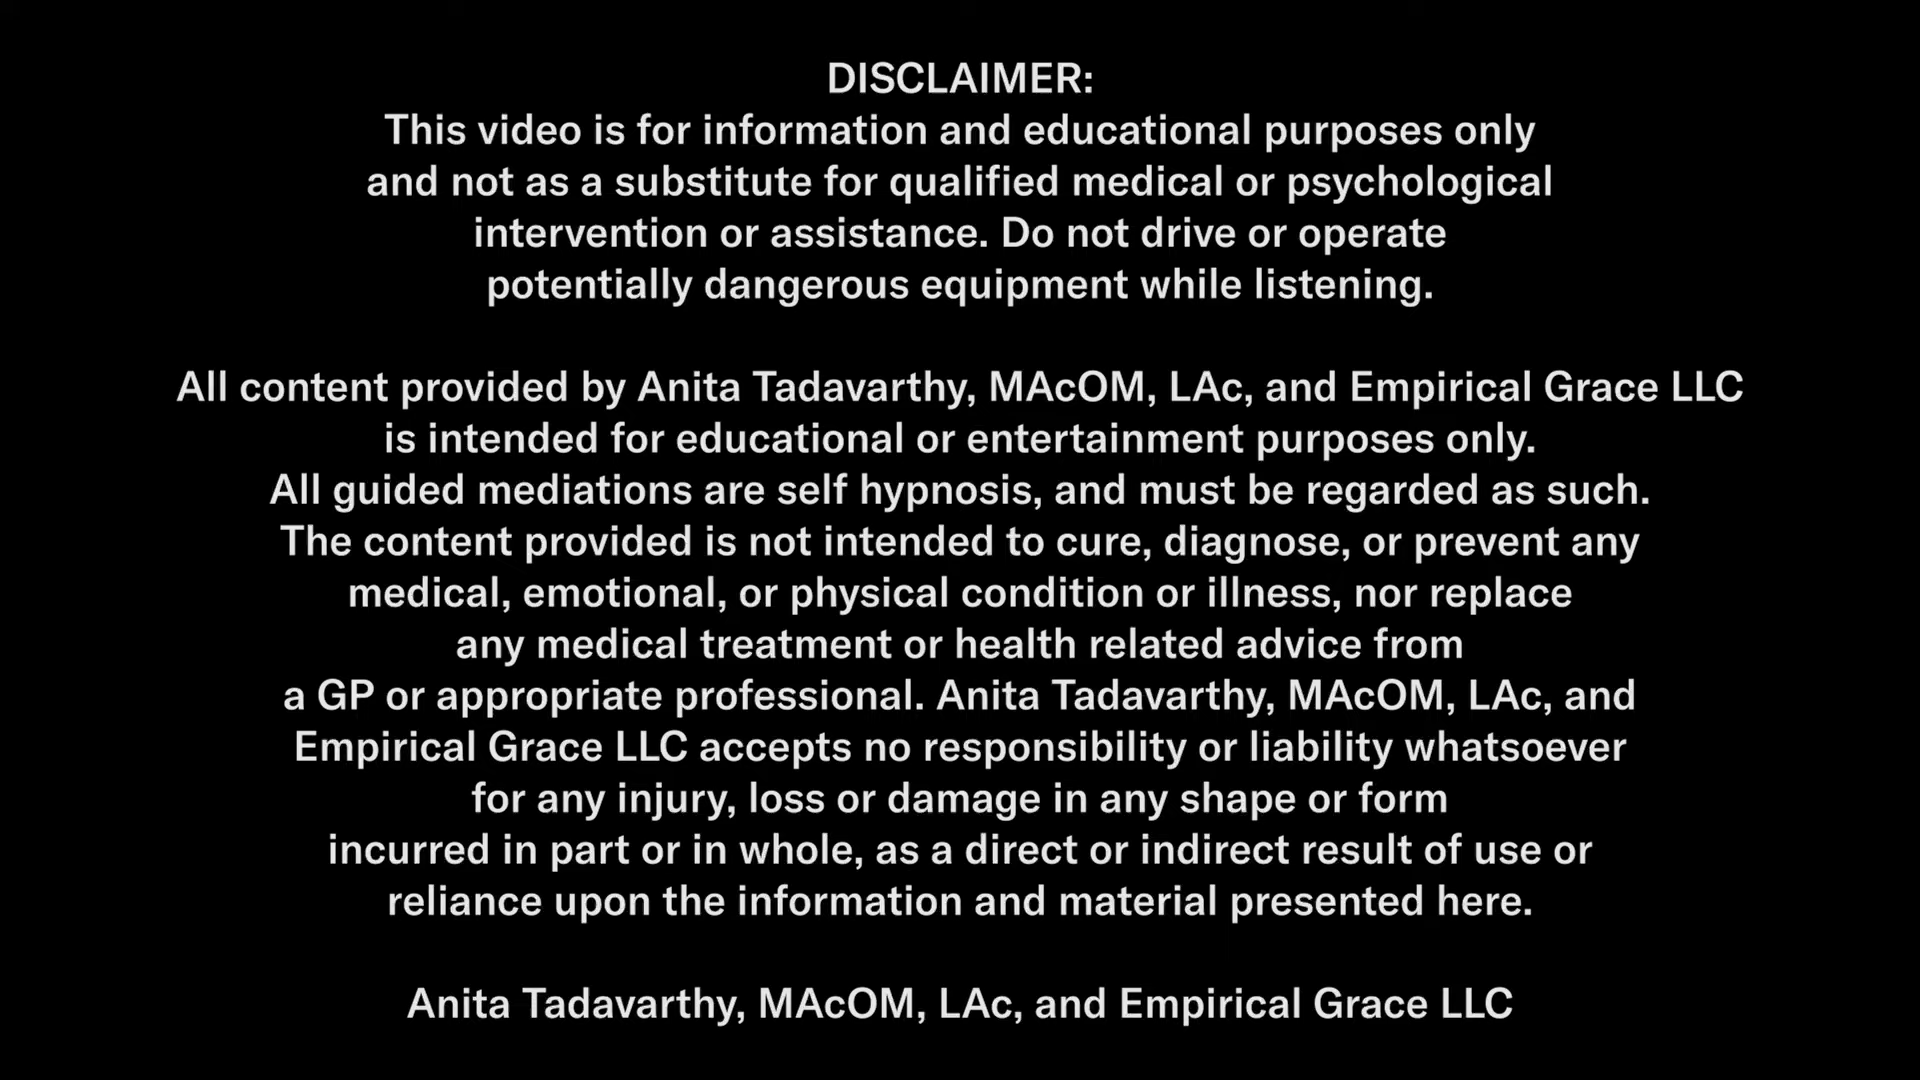 DISCLAIMER:
This video is for information and educational purposes only
and not as a substitute for qualified medical or psychological
intervention or assistance. Do not drive or operate
potentially dangerous equipment while listening.
All content provided by Anita Tadavarthy, MAcOM, LAc, and Empirical Grace LLC
is intended for educational or entertainment purposes only.
All guided mediations are self hypnosis, and must be regarded as such.
The content provided is not intended to cure, diagnose, or prevent any
medical, emotional, or physical condition or illness, nor replace
any medical treatment or health related advice from
a GP or appropriate professional. Anita Tadavarthy, MAcOM, LAc, and
Empirical Grace LLC accepts no responsibility or liability whatsoever
for any injury, loss or damage in any shape or form
incurred in part or in whole, as a direct or indirect result of use or
reliance upon the information and material presented here.
Anita Tadavarthy, MAcOM, LAc, and Empirical Grace LLC